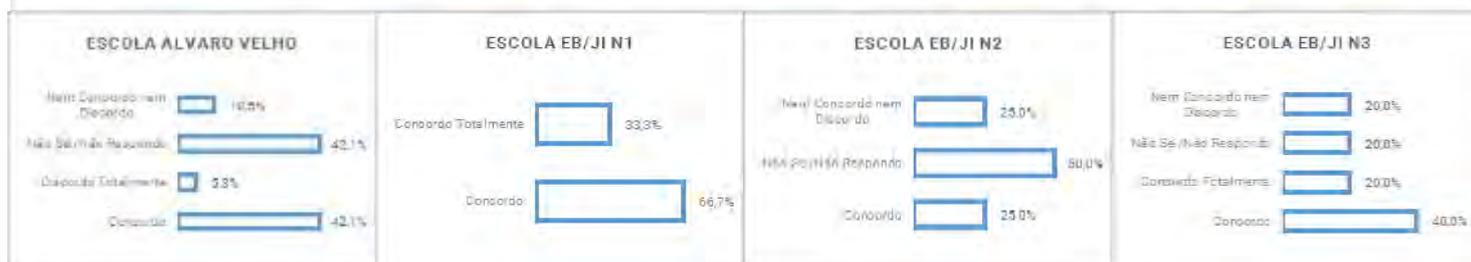 ESCOLA ALVARO VELHO
Nem Concordo nem
Discordo
10,5%
Não Sei/Não Respondo
42,1%
Discordo Totalmente
5,3%
Concordo
42,1%
ESCOLA EB/JI N1
Concordo Totalmente
33,3%
Concordo
66,7%
ESCOLA EB/JI N2
Nem Concordo nem
Discordo
25,0%
Não Sei/Não Respondo
50,0%
Concordo
25,0%
ESCOLA EB/JI N3
Nem Concordo nem
Discordo
20,0%
Não Sei/Não Respondo
20,0%
Concordo Totalmente
20,0%
Concordo
40,0%